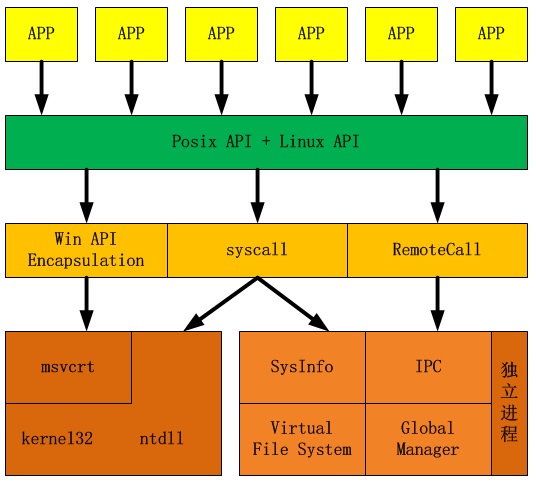 APP
APP
APP
APP
APP
APP
Posix API + Linux API
Win API
Encapsulation
syscall
RemoteCall
msvcrt
kernel32
ntdll
SysInfo
IPC
Virtual
File System
Global
Manager
独
立
进
程